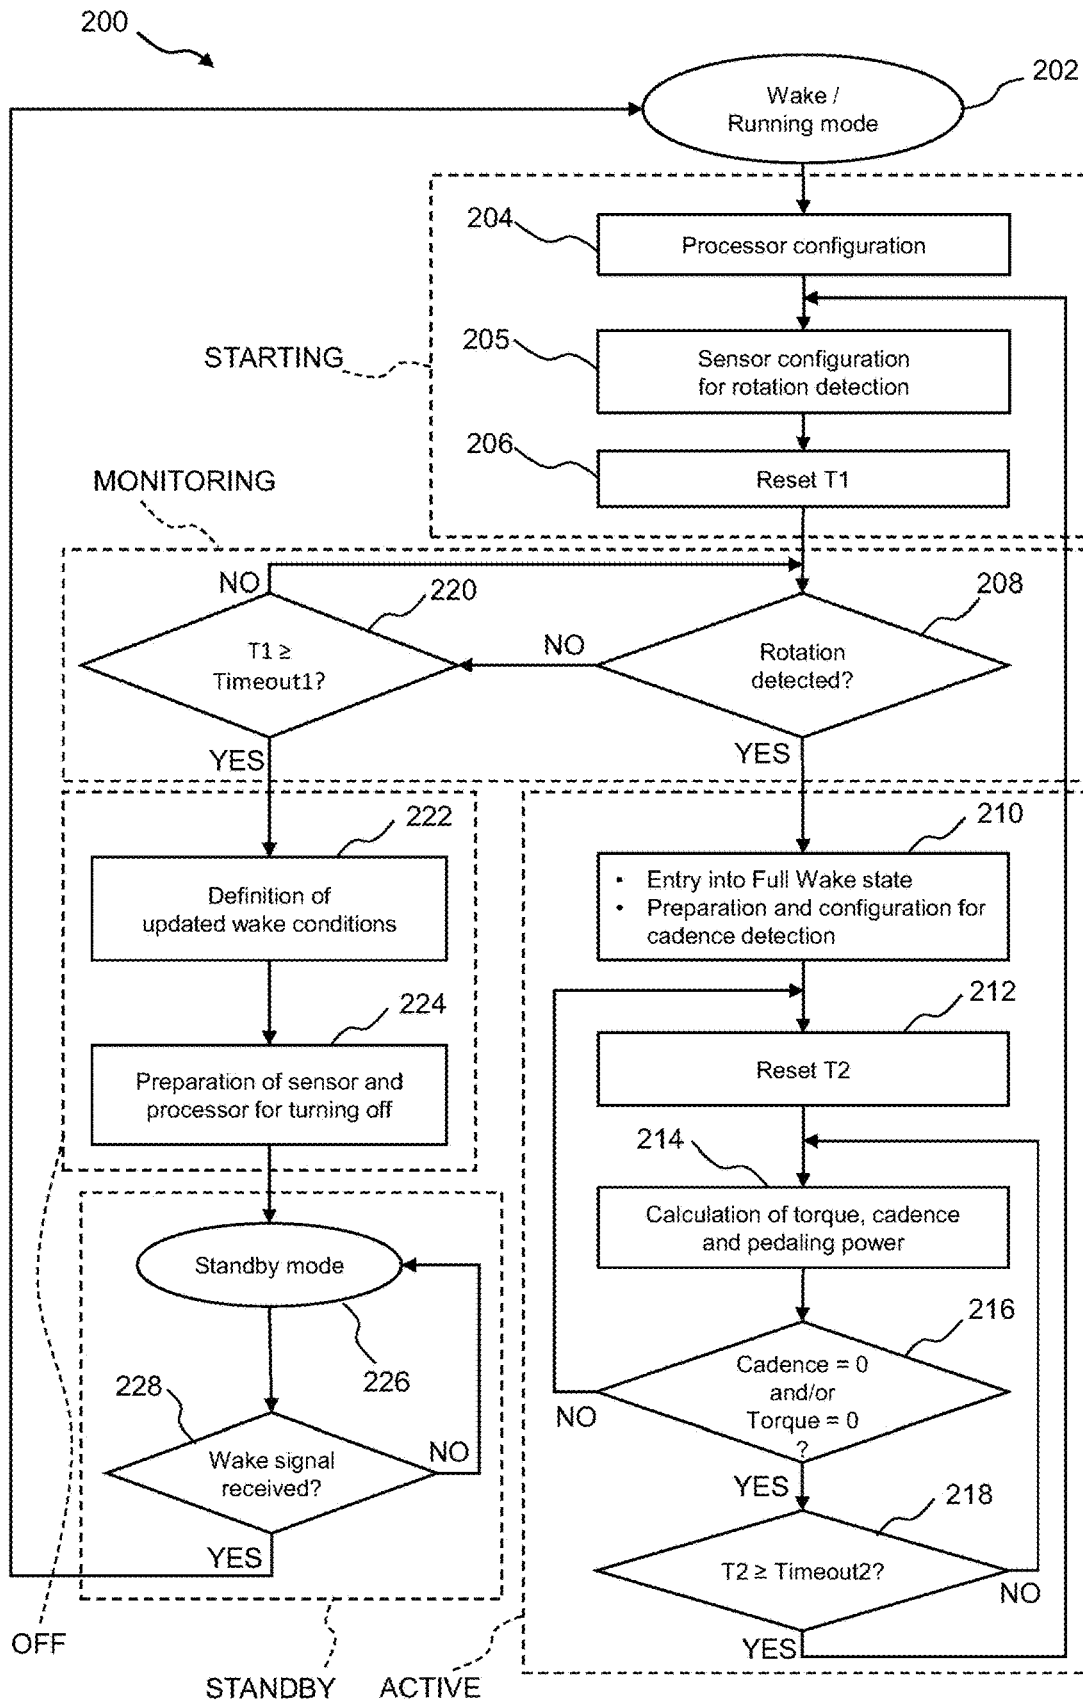 200
202
Wake /
Running mode
204
Processor configuration
205
STARTING
Sensor configuration
for rotation detection
206
MONITORING
Reset T1
NO
220
208
T1 ≥
Timeout1?
NO
Rotation
detected?
YES
YES
222
210
Definition of
updated wake conditions
• Entry into Full Wake state
• Preparation and configuration for
cadence detection
224
212
Preparation of sensor and
processor for turning off
Reset T2
214
Calculation of torque, cadence
and pedaling power
Standby mode
226
216
Cadence = 0
and/or
Torque = 0
?
NO
228
Wake signal
received?
NO
YES
YES
218
T2 ≥ Timeout2?
NO
YES
OFF
STANDBY
ACTIVE